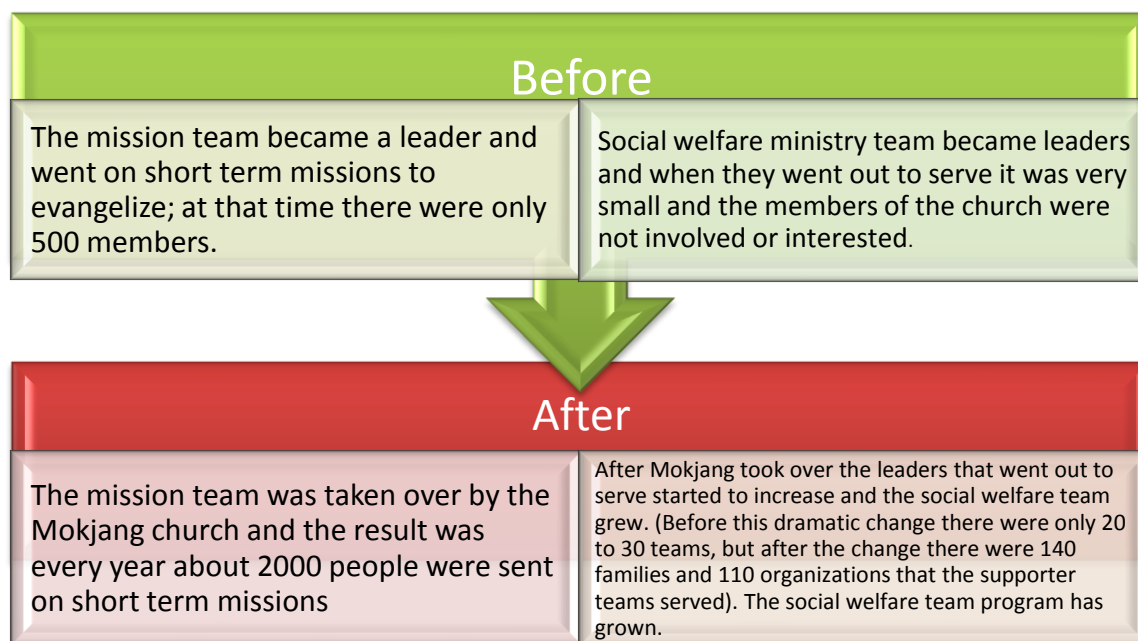 Before
The mission team became a leader and
went on short term missions to
evangelize; at that time there were only
500 members.
Social welfare ministry team became leaders
and when they went out to serve it was very
small and the members of the church were
not involved or interested.
After
The mission team was taken over by the
Mokjang church and the result was
every year about 2000 people were sent
on short term missions
After Mokjang took over the leaders that went out to
serve started to increase and the social welfare team
grew. (Before this dramatic change there were only 20
to 30 teams, but after the change there were 140
families and 110 organizations that the supporter
teams served). The social welfare team program has
grown.